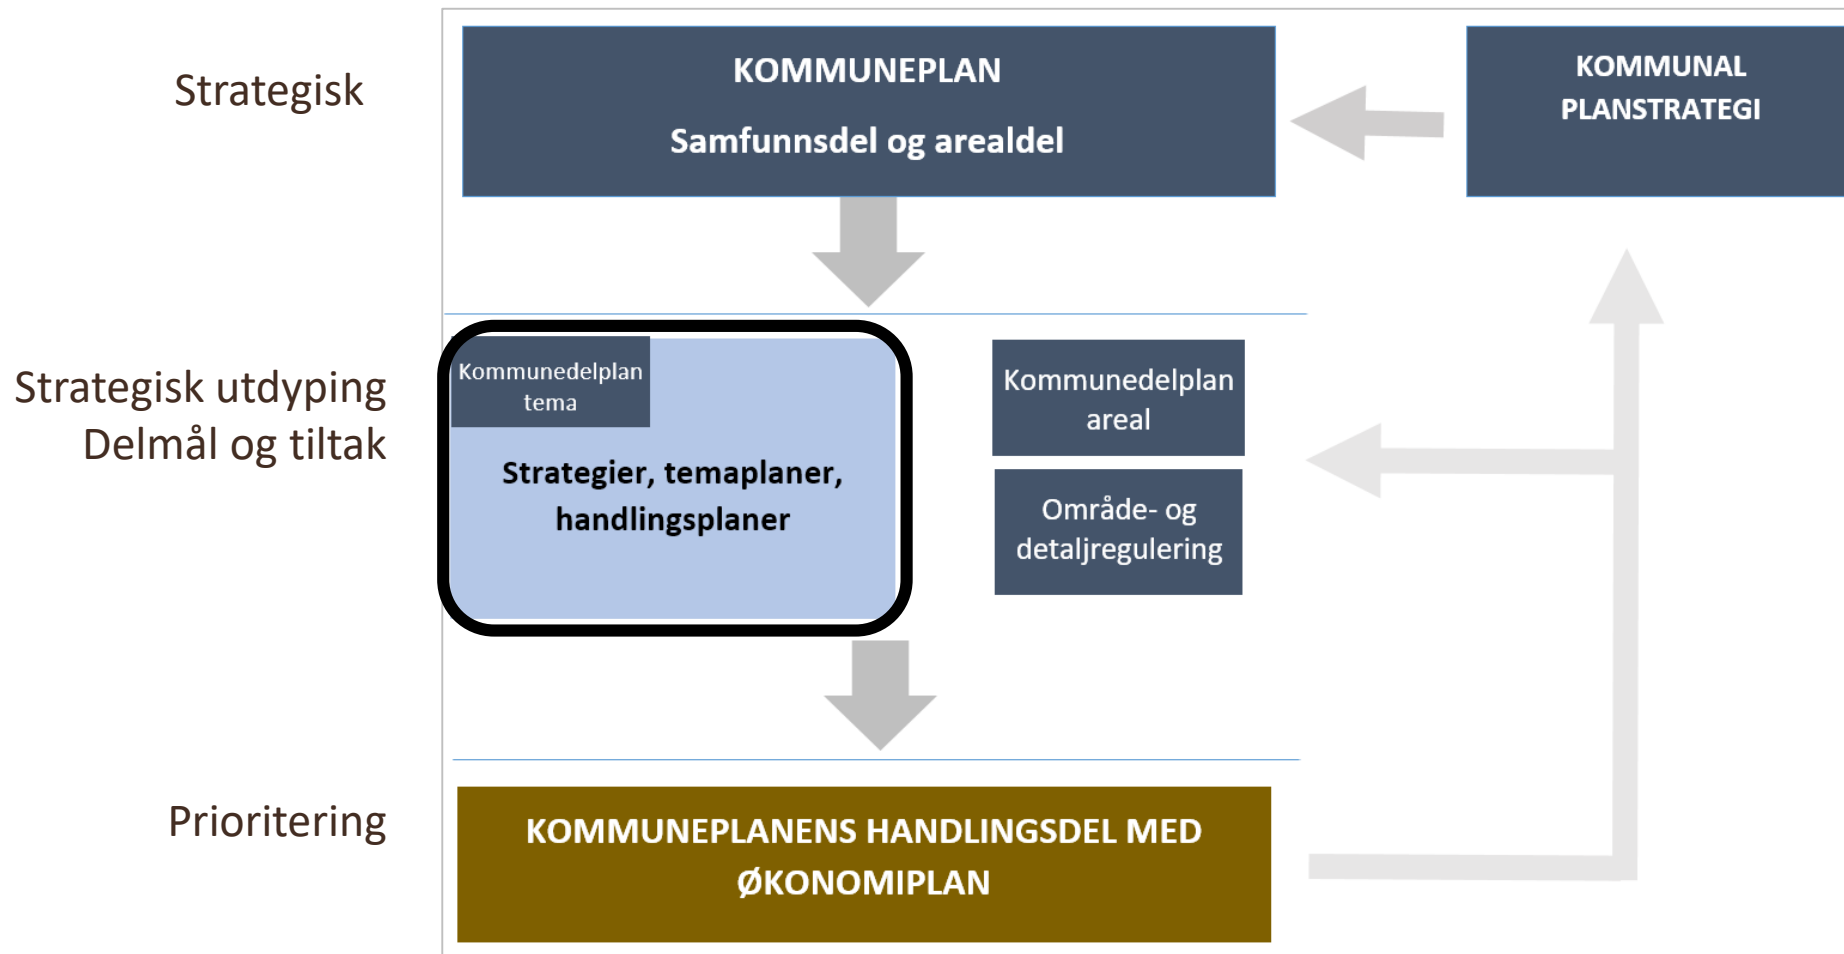 Strategisk
KOMMUNEPLAN
Samfunnsdel og arealdel
KOMMUNAL
PLANSTRATEGI
Strategisk utdyping
Delmål og tiltak
Kommunedelplan
tema
Strategier, temaplaner,
handlingsplaner
Kommunedelplan
areal
Område- og
detaljregulering
Prioritering
KOMMUNEPLANENS HANDLINGSDEL MED
ØKONOMIPLAN